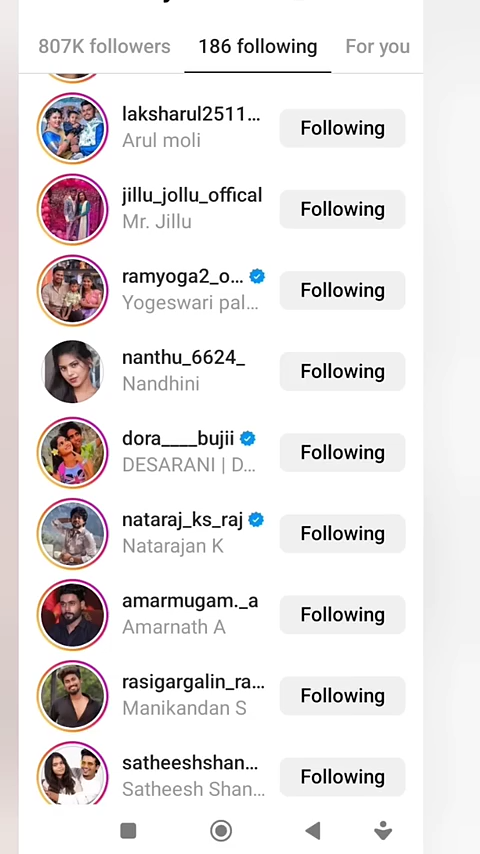 807K followers
186 following
For you
laksharul2511...
Arul moli
Following
jillu_jollu_offical
Mr. Jillu
Following
ramyoga2_o...
Yogeswari pal...
Following
nanthu_6624_
Nandhini
Following
dora____bujii
DESARANI | D...
Following
nataraj_ks_raj
Natarajan K
Following
amarmugam._a
Amarnath A
Following
rasigargalin_ra...
Manikandan S
Following
satheeshshan...
Satheesh Shan...
Following